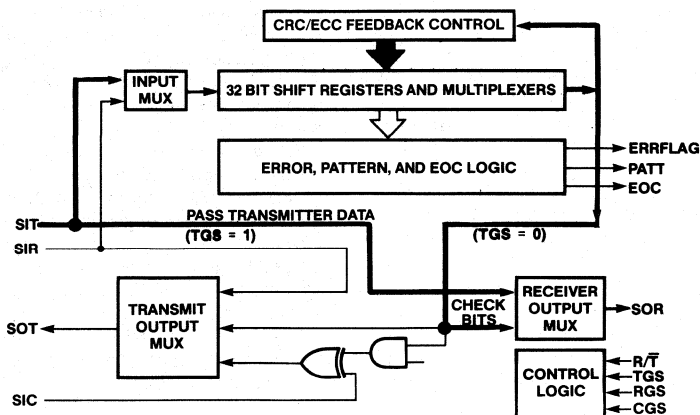 CRC/ECC FEEDBACK CONTROL
INPUT
MUX
32 BIT SHIFT REGISTERS AND MULTIPLEXERS
ERROR, PATTERN, AND EOC LOGIC
ERRFLAG
PATT
EOC
SIT
PASS TRANSMITTER DATA
(TGS = 1)
(TGS = 0)
SIR
TRANSMIT
OUTPUT
MUX
CHECK
BITS
RECEIVER
OUTPUT
MUX
SOR
SOT
SIC
CONTROL
LOGIC
R/T̅
TGS
RGS
CGS